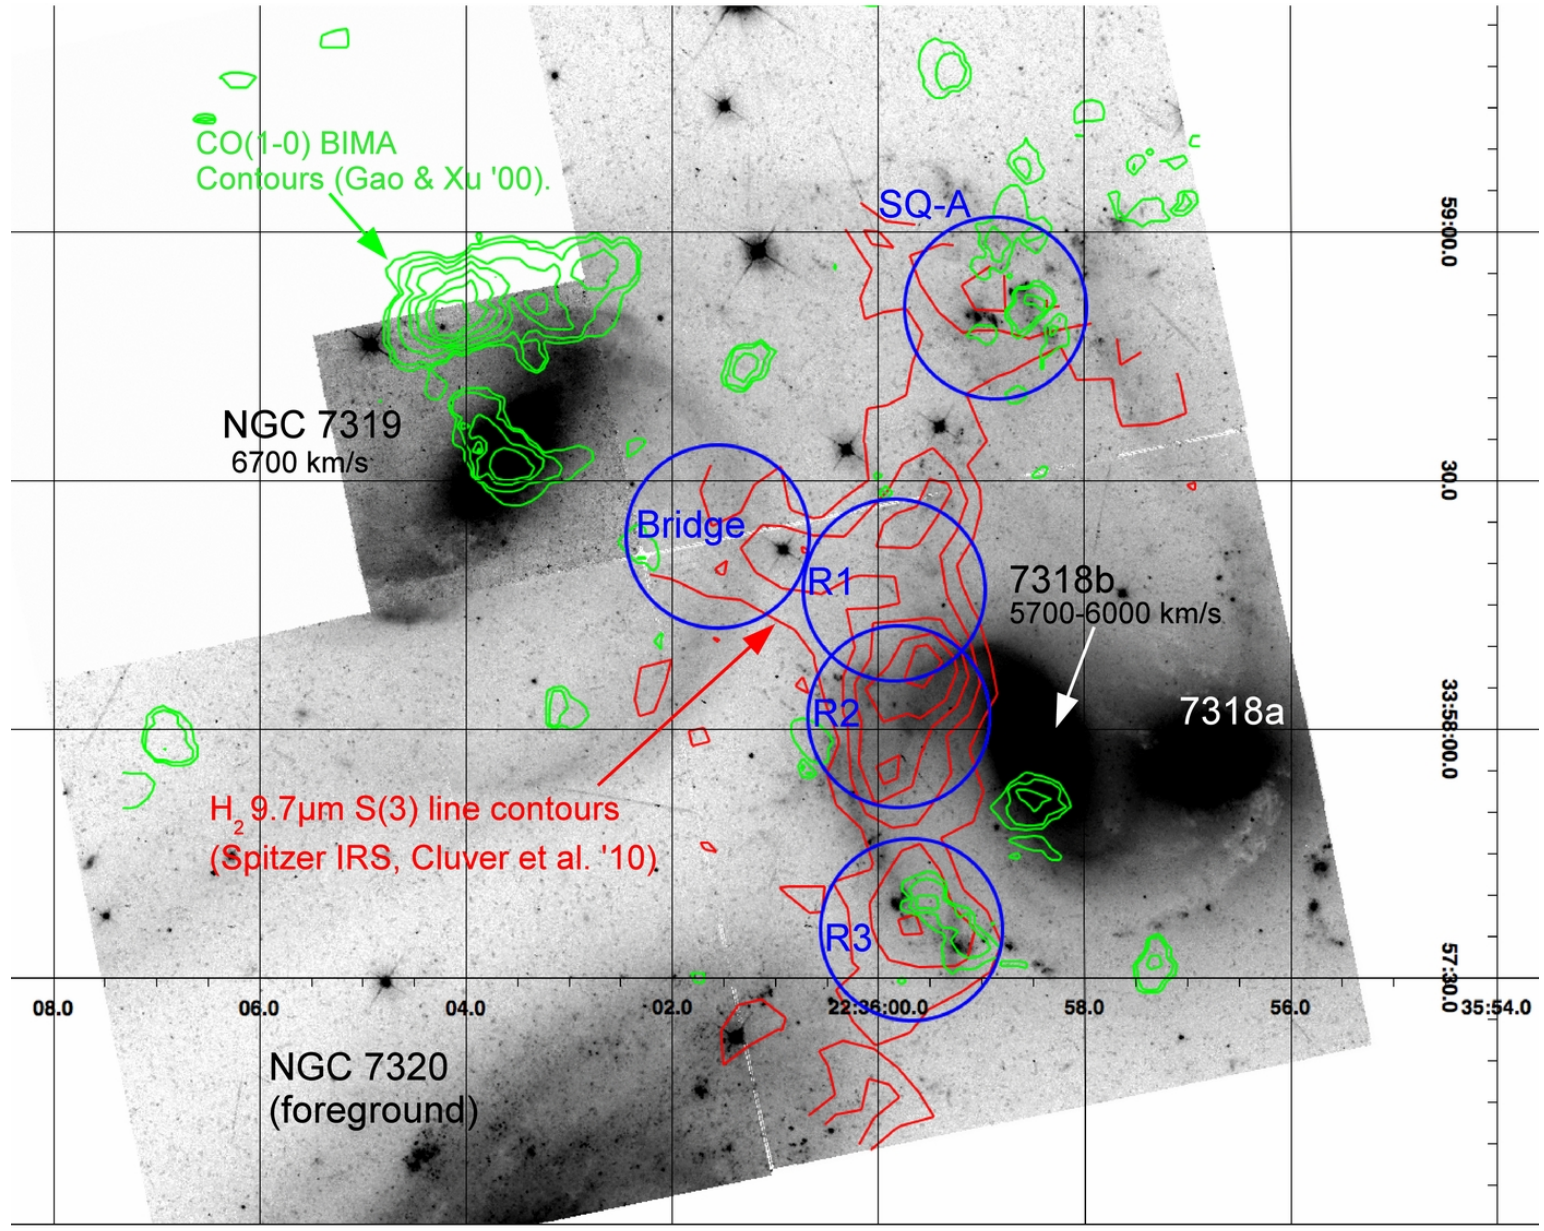 CO(1-0) BIMA
Contours (Gao & Xu '00).
SQ-A
59:00.0
NGC 7319
6700 km/s
30.0
Bridge
R1
7318b
5700-6000 km/s
R2
7318a
33:58:00.0
H2 9.7μm S(3) line contours
(Spitzer IRS, Cluver et al. '10)
R3
57:30.0
08.0 06.0 04.0 02.0 22:36:00.0 58.0 56.0 35:54.0
NGC 7320
(foreground)